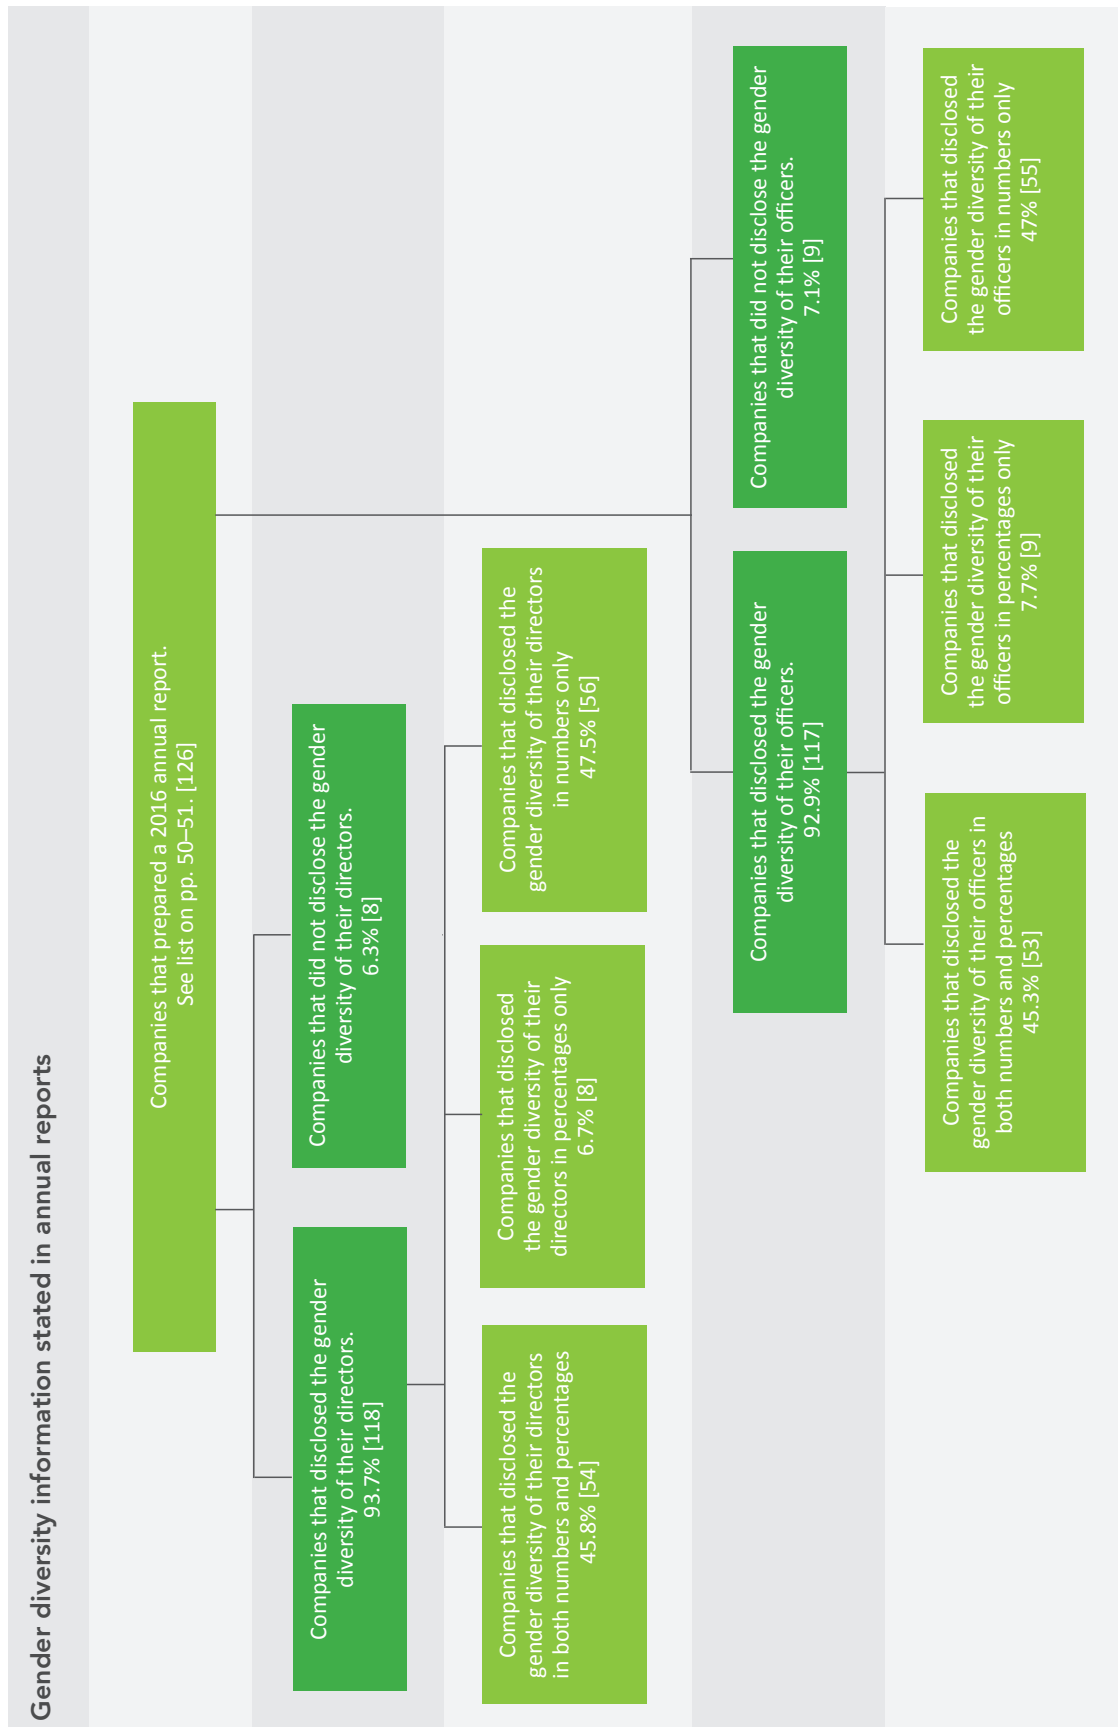 Gender diversity information stated in annual reports
Companies that prepared a 2016 annual report.
See list on pp. 50–51. [126]
Companies that disclosed the gender
diversity of their directors.
93.7% [118]
Companies that did not disclose the gender
diversity of their directors.
6.3% [8]
Companies that disclosed the
gender diversity of their directors
in both numbers and percentages
45.8% [54]
Companies that disclosed
the gender diversity of their
directors in percentages only
6.7% [8]
Companies that disclosed the
gender diversity of their directors
in numbers only
47.5% [56]
Companies that disclosed the gender
diversity of their officers.
92.9% [117]
Companies that did not disclose the gender
diversity of their officers.
7.1% [9]
Companies that disclosed the
gender diversity of their officers in
both numbers and percentages
45.3% [53]
Companies that disclosed
the gender diversity of their
officers in percentages only
7.7% [9]
Companies that disclosed
the gender diversity of their
officers in numbers only
47% [55]